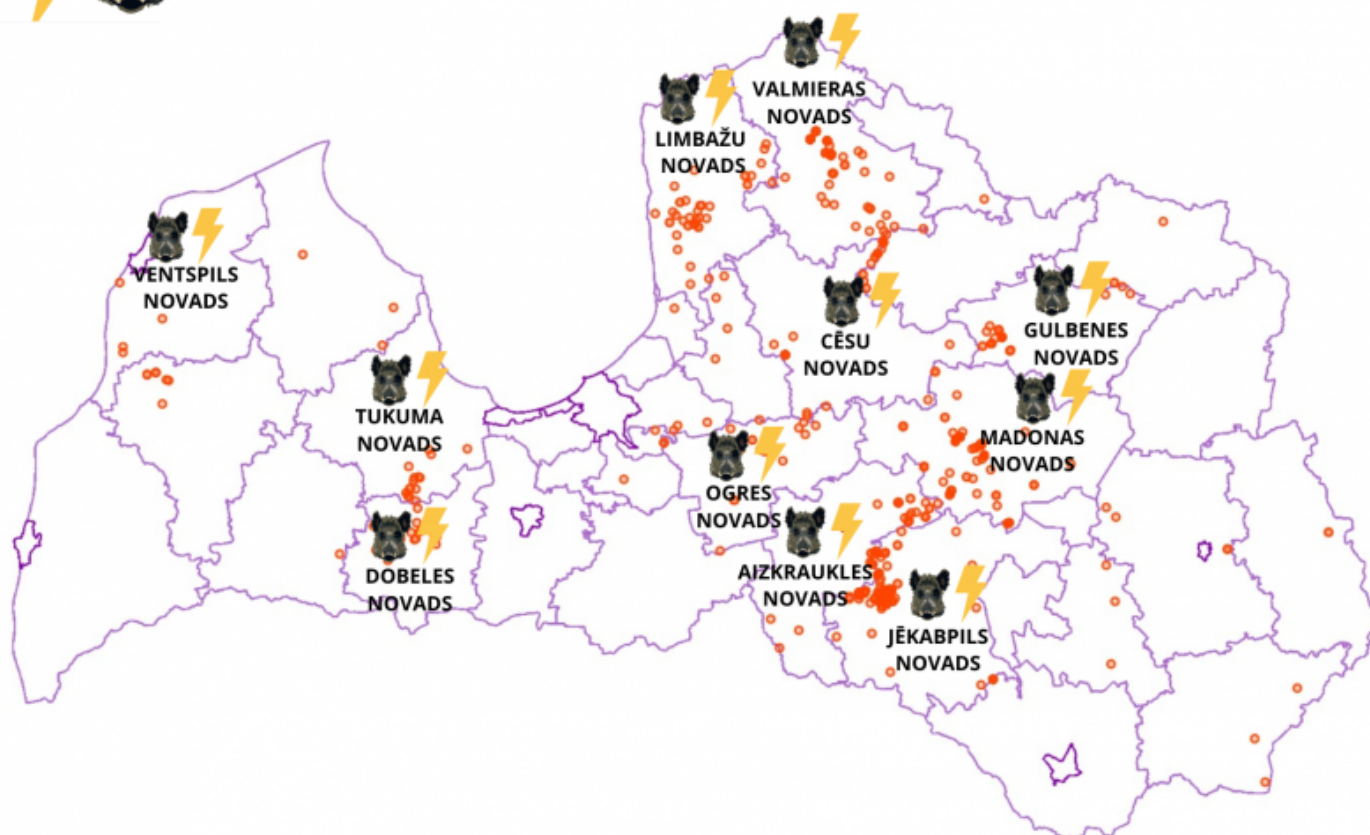 VALMIERAS
NOVADS
LIMBAŽU
NOVADS
VENTSPILS
NOVADS
GULBENES
NOVADS
CĒSU
NOVADS
TUKUMA
NOVADS
MADONAS
NOVADS
OGRES
NOVADS
AIZKRAUKLES
NOVADS
DOBELES
NOVADS
JĒKABPILS
NOVADS